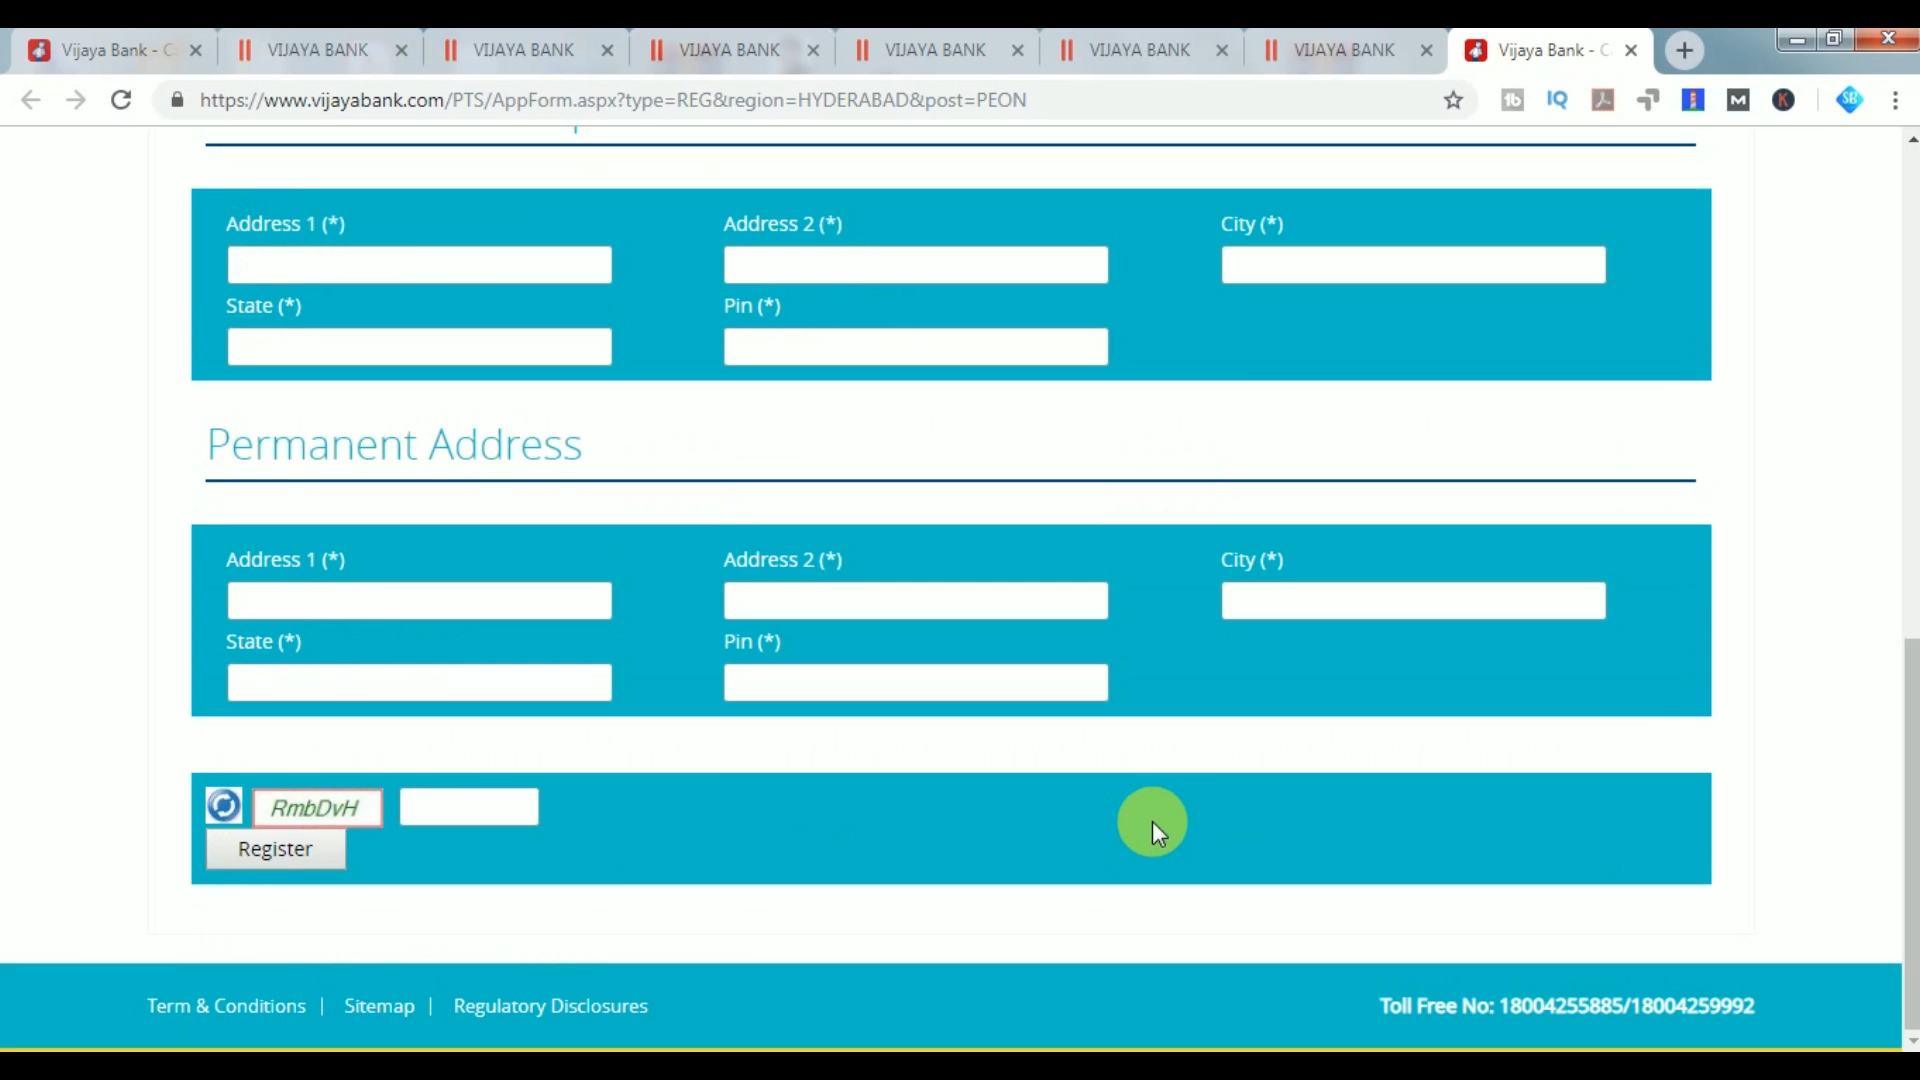 Vijaya Bank - C
VIJAYA BANK
VIJAYA BANK
VIJAYA BANK
VIJAYA BANK
VIJAYA BANK
VIJAYA BANK
Vijaya Bank - C
https://www.vijayabank.com/PTS/AppForm.aspx?type=REG&region=HYDERABAD&post=PEON
Address 1 (*) Address 2 (*) City (*)
State (*) Pin (*)
Permanent Address
Address 1 (*) Address 2 (*) City (*)
State (*) Pin (*)
RmbDvH
Register
Term & Conditions | Sitemap | Regulatory Disclosures
Toll Free No: 18004255885/18004259992